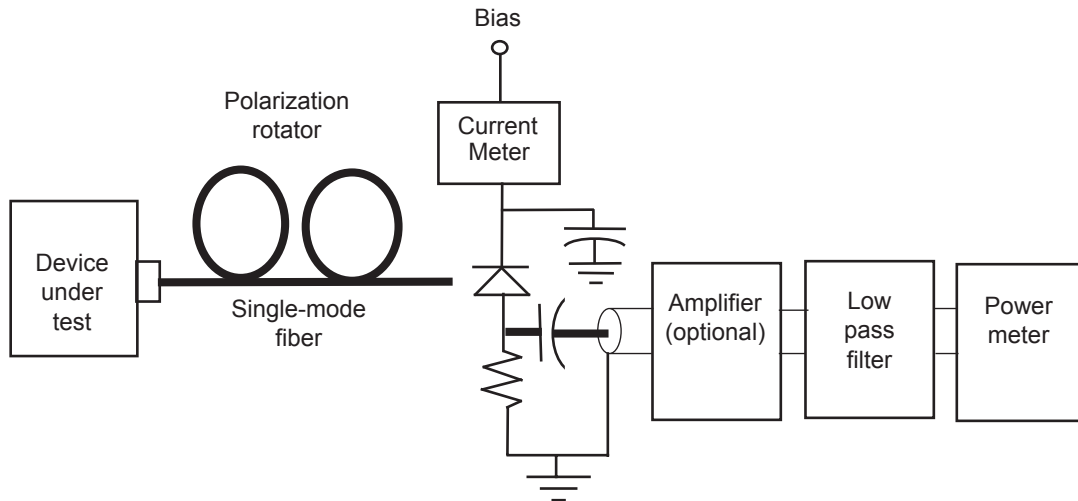 Bias
Polarization
rotator
Current
Meter
Device
under
test
Single-mode
fiber
Amplifier
(optional)
Low
pass
filter
Power
meter